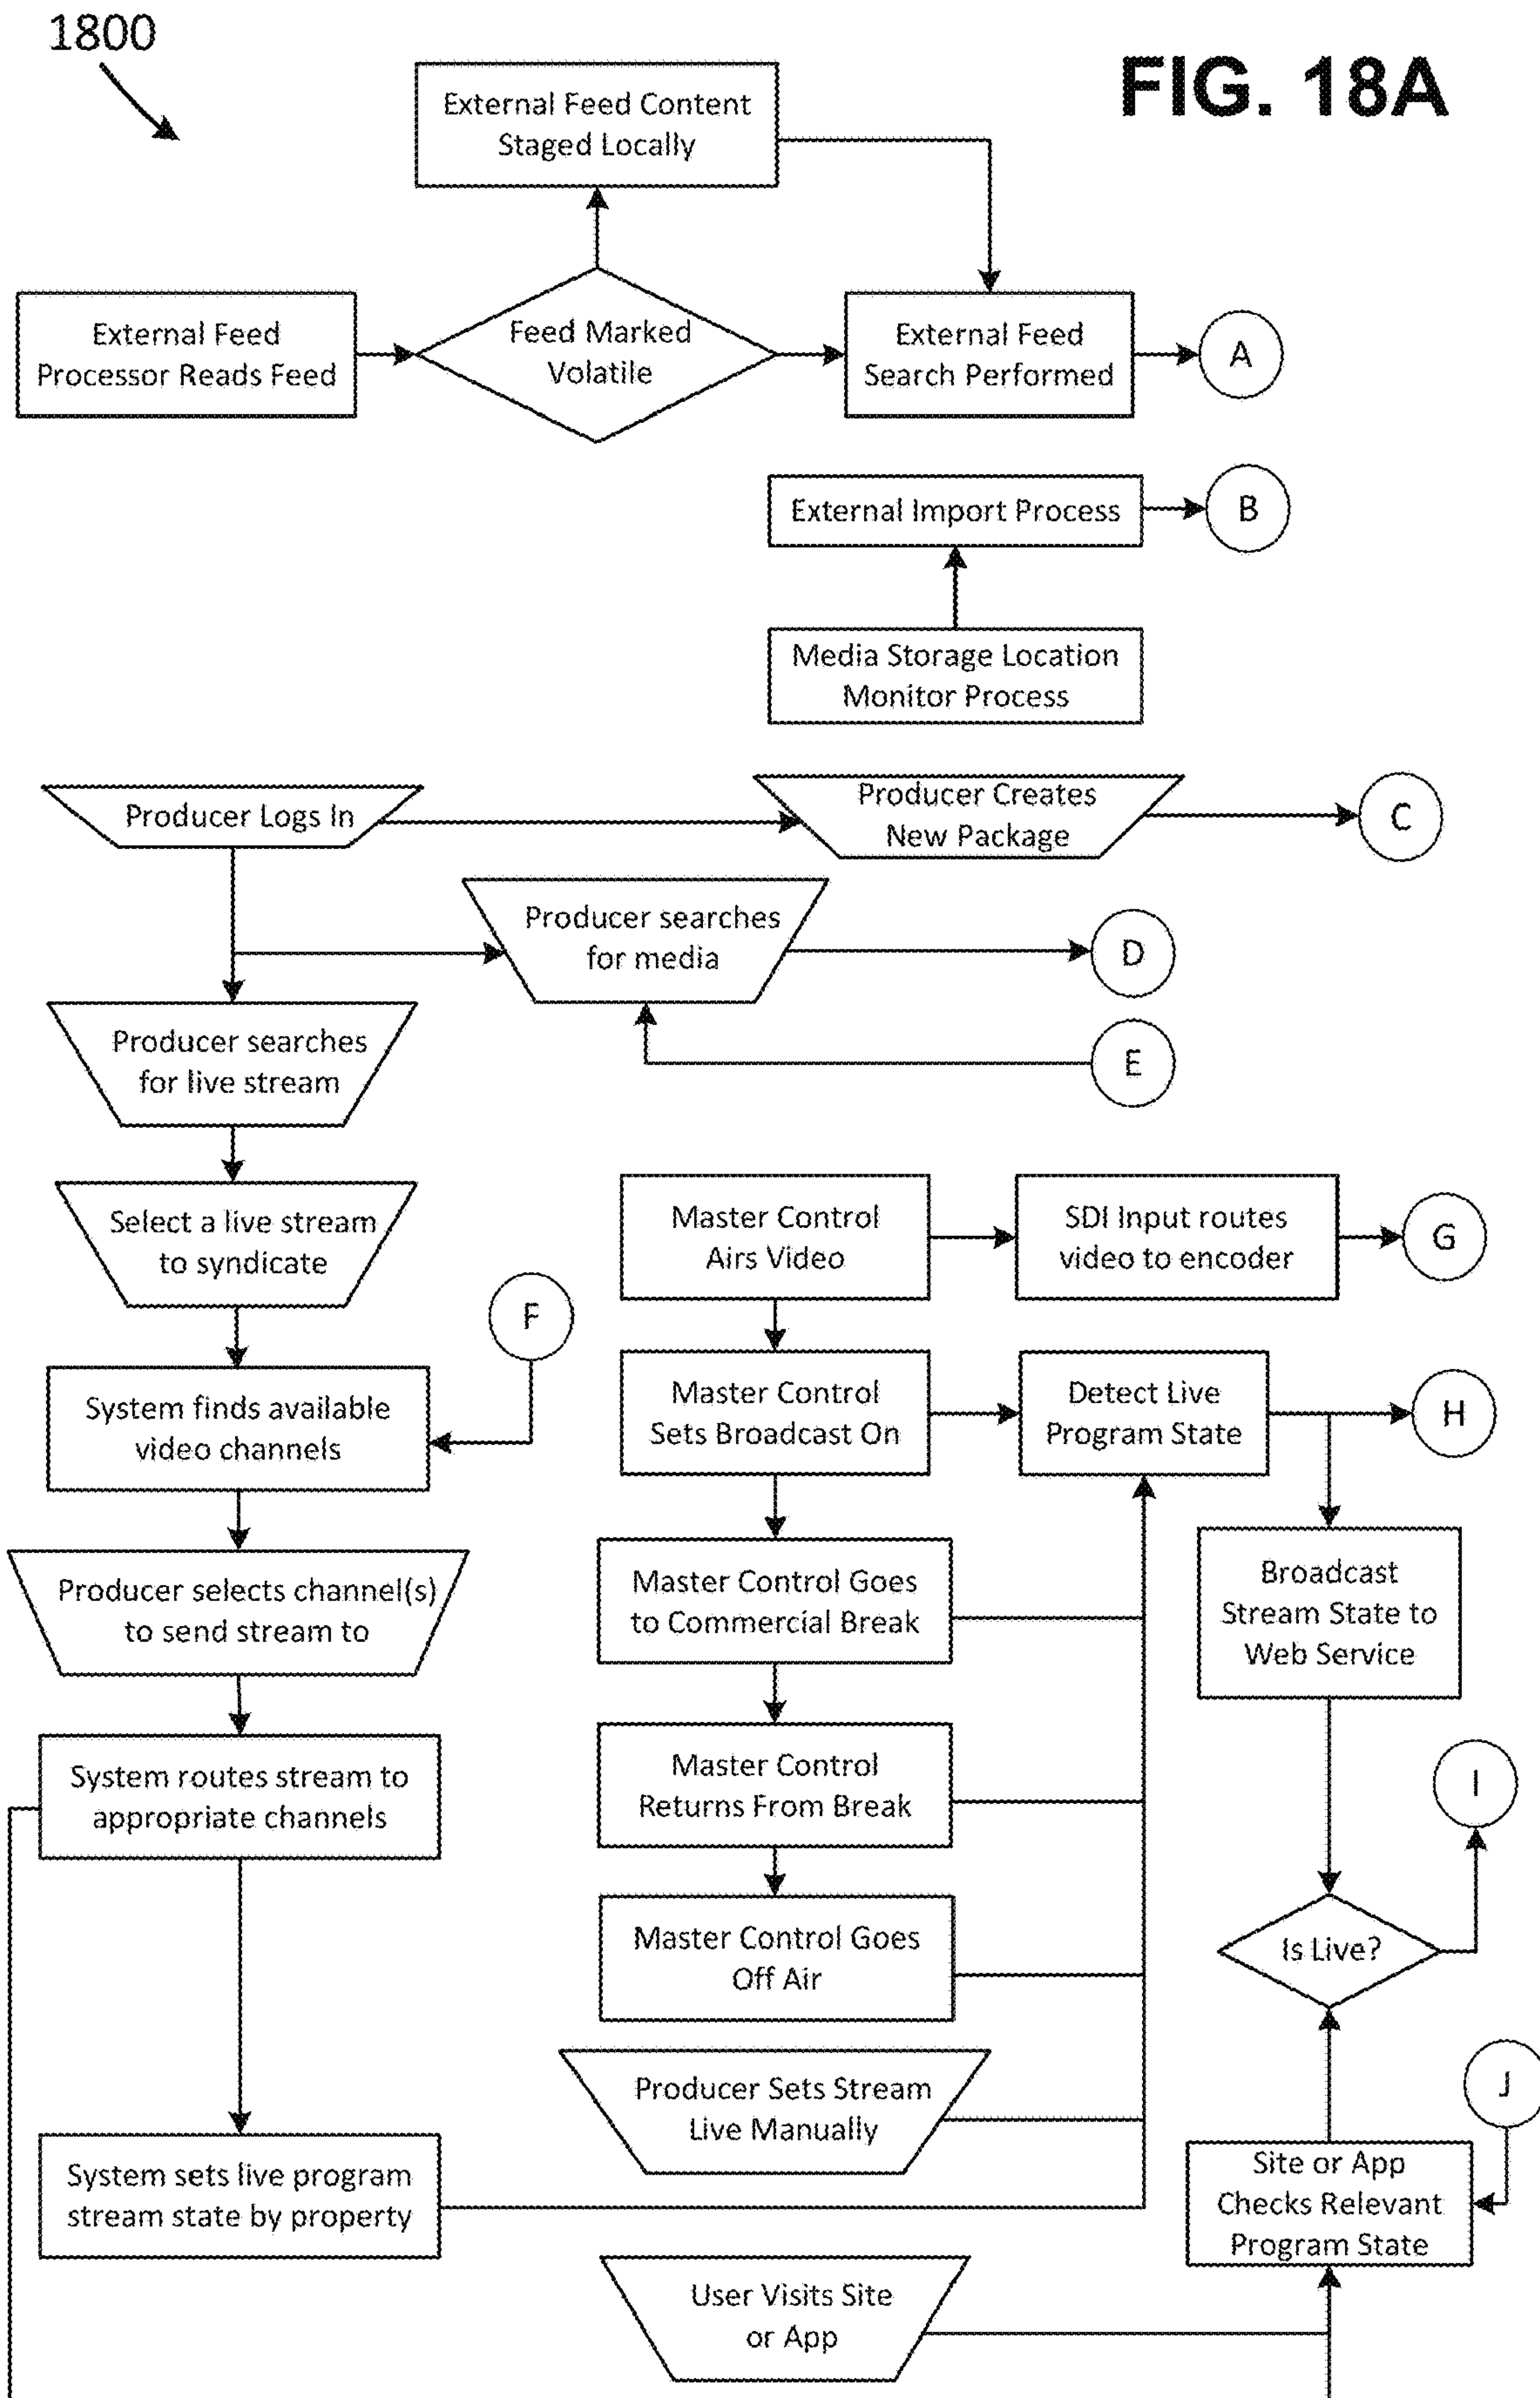 1800
FIG. 18A
External Feed Content
Staged Locally
External Feed
Processor Reads Feed
Feed Marked
Volatile
External Feed
Search Performed
A
External Import Process
B
Media Storage Location
Monitor Process
Producer Logs In
Producer Creates
New Package
C
Producer searches
for media
D
E
Producer searches
for live stream
Select a live stream
to syndicate
Master Control
Airs Video
SDI Input routes
video to encoder
G
F
System finds available
video channels
Master Control
Sets Broadcast On
Detect Live
Program State
H
Producer selects channel(s)
to send stream to
Master Control Goes
to Commercial Break
Broadcast
Stream State to
Web Service
System routes stream to
appropriate channels
Master Control
Returns From Break
I
Master Control Goes
Off Air
Is Live?
Producer Sets Stream
Live Manually
J
System sets live program
stream state by property
Site or App
Checks Relevant
Program State
User Visits Site
or App